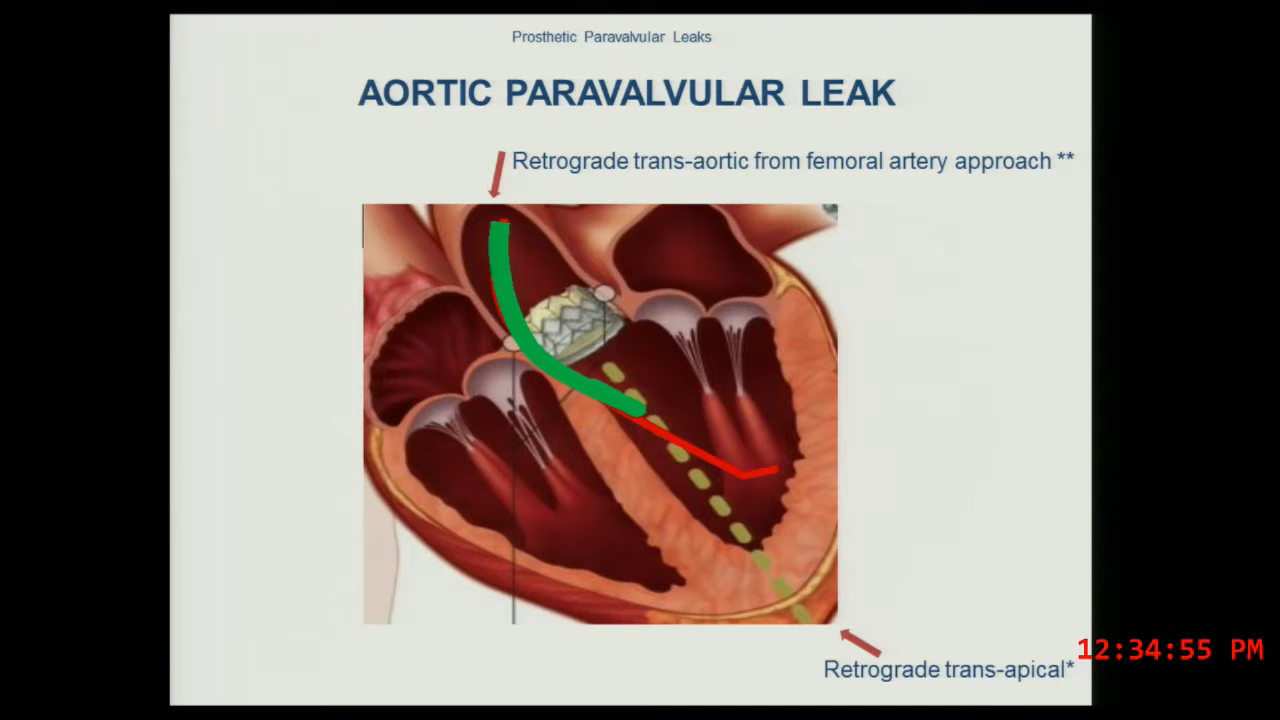 Prosthetic Paravalvular Leaks
AORTIC PARAVALVULAR LEAK
Retrograde trans-aortic from femoral artery approach **
12:34:55 PM
Retrograde trans-apical*